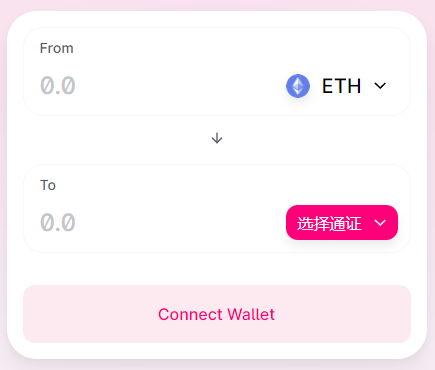 From
0.0
ETH
To
0.0
选择通证
Connect Wallet